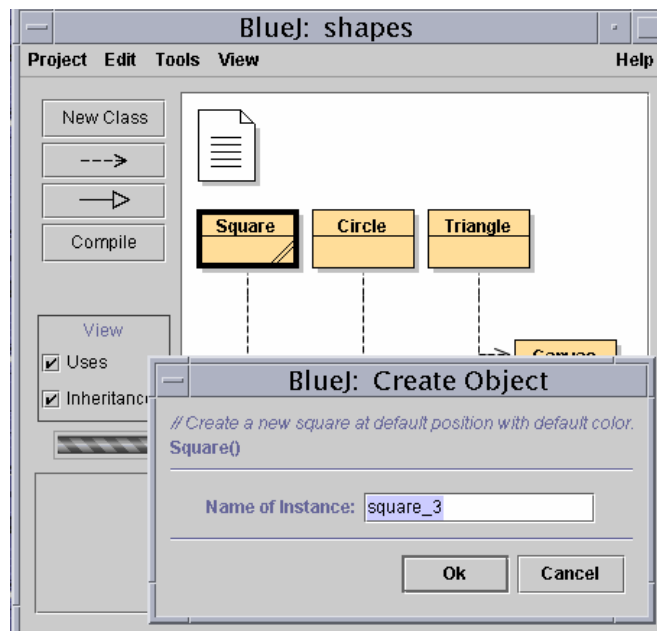 BlueJ: shapes
Project Edit Tools View Help
New Class
--->
Compile
Square Circle Triangle
View
Uses
Inheritance
BlueJ: Create Object
// Create a new square at default position with default color.
Square()
Name of Instance: square_3
Ok Cancel